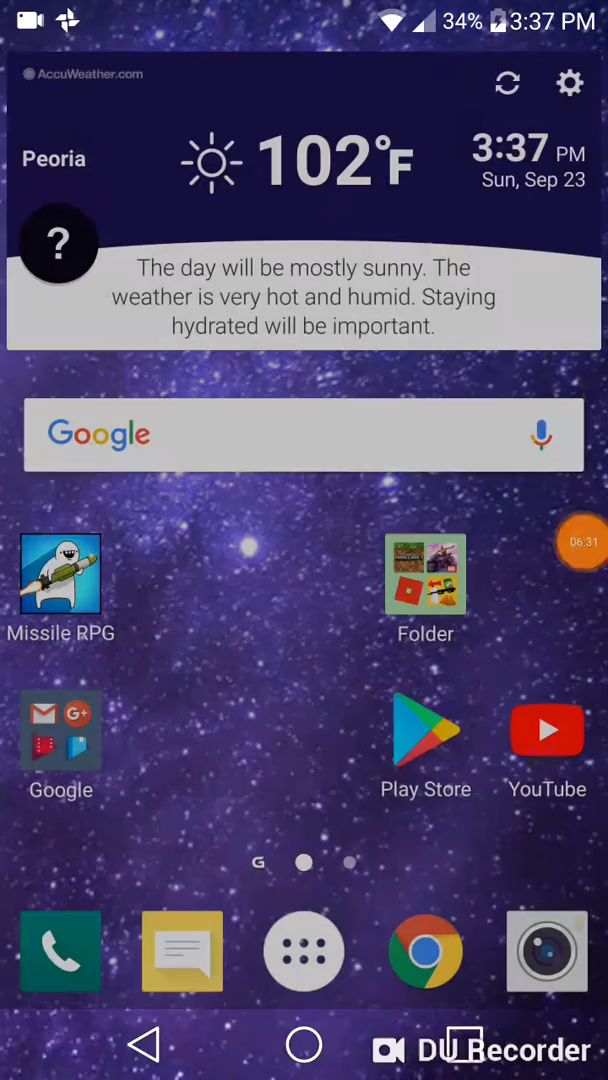 34% 3:37 PM
AccuWeather.com
Peoria
102°F
3:37 PM
Sun, Sep 23
?
The day will be mostly sunny. The
weather is very hot and humid. Staying
hydrated will be important.
Google
06:31
Missile RPG
Folder
G+
Google
Play Store
YouTube
G
DU Recorder